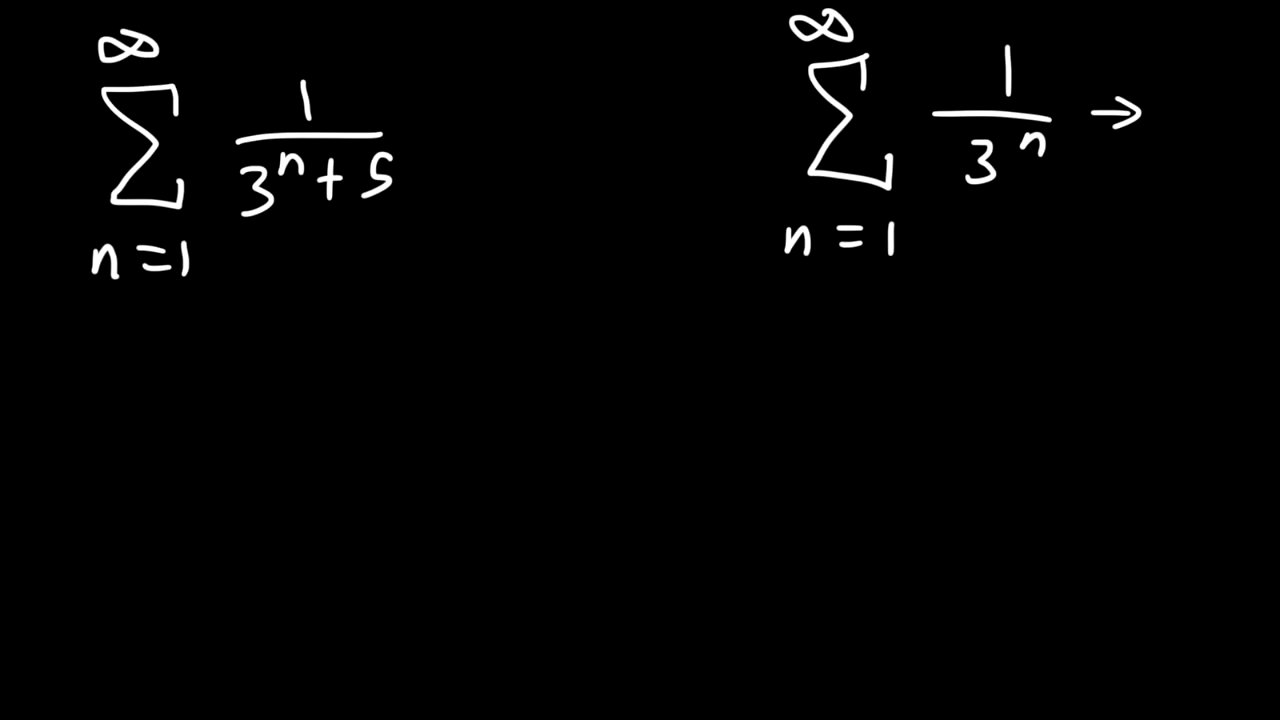 ∞ ∞
∑ 1/(3ⁿ + 5) ∑ 1/3ⁿ →
n = 1 n = 1